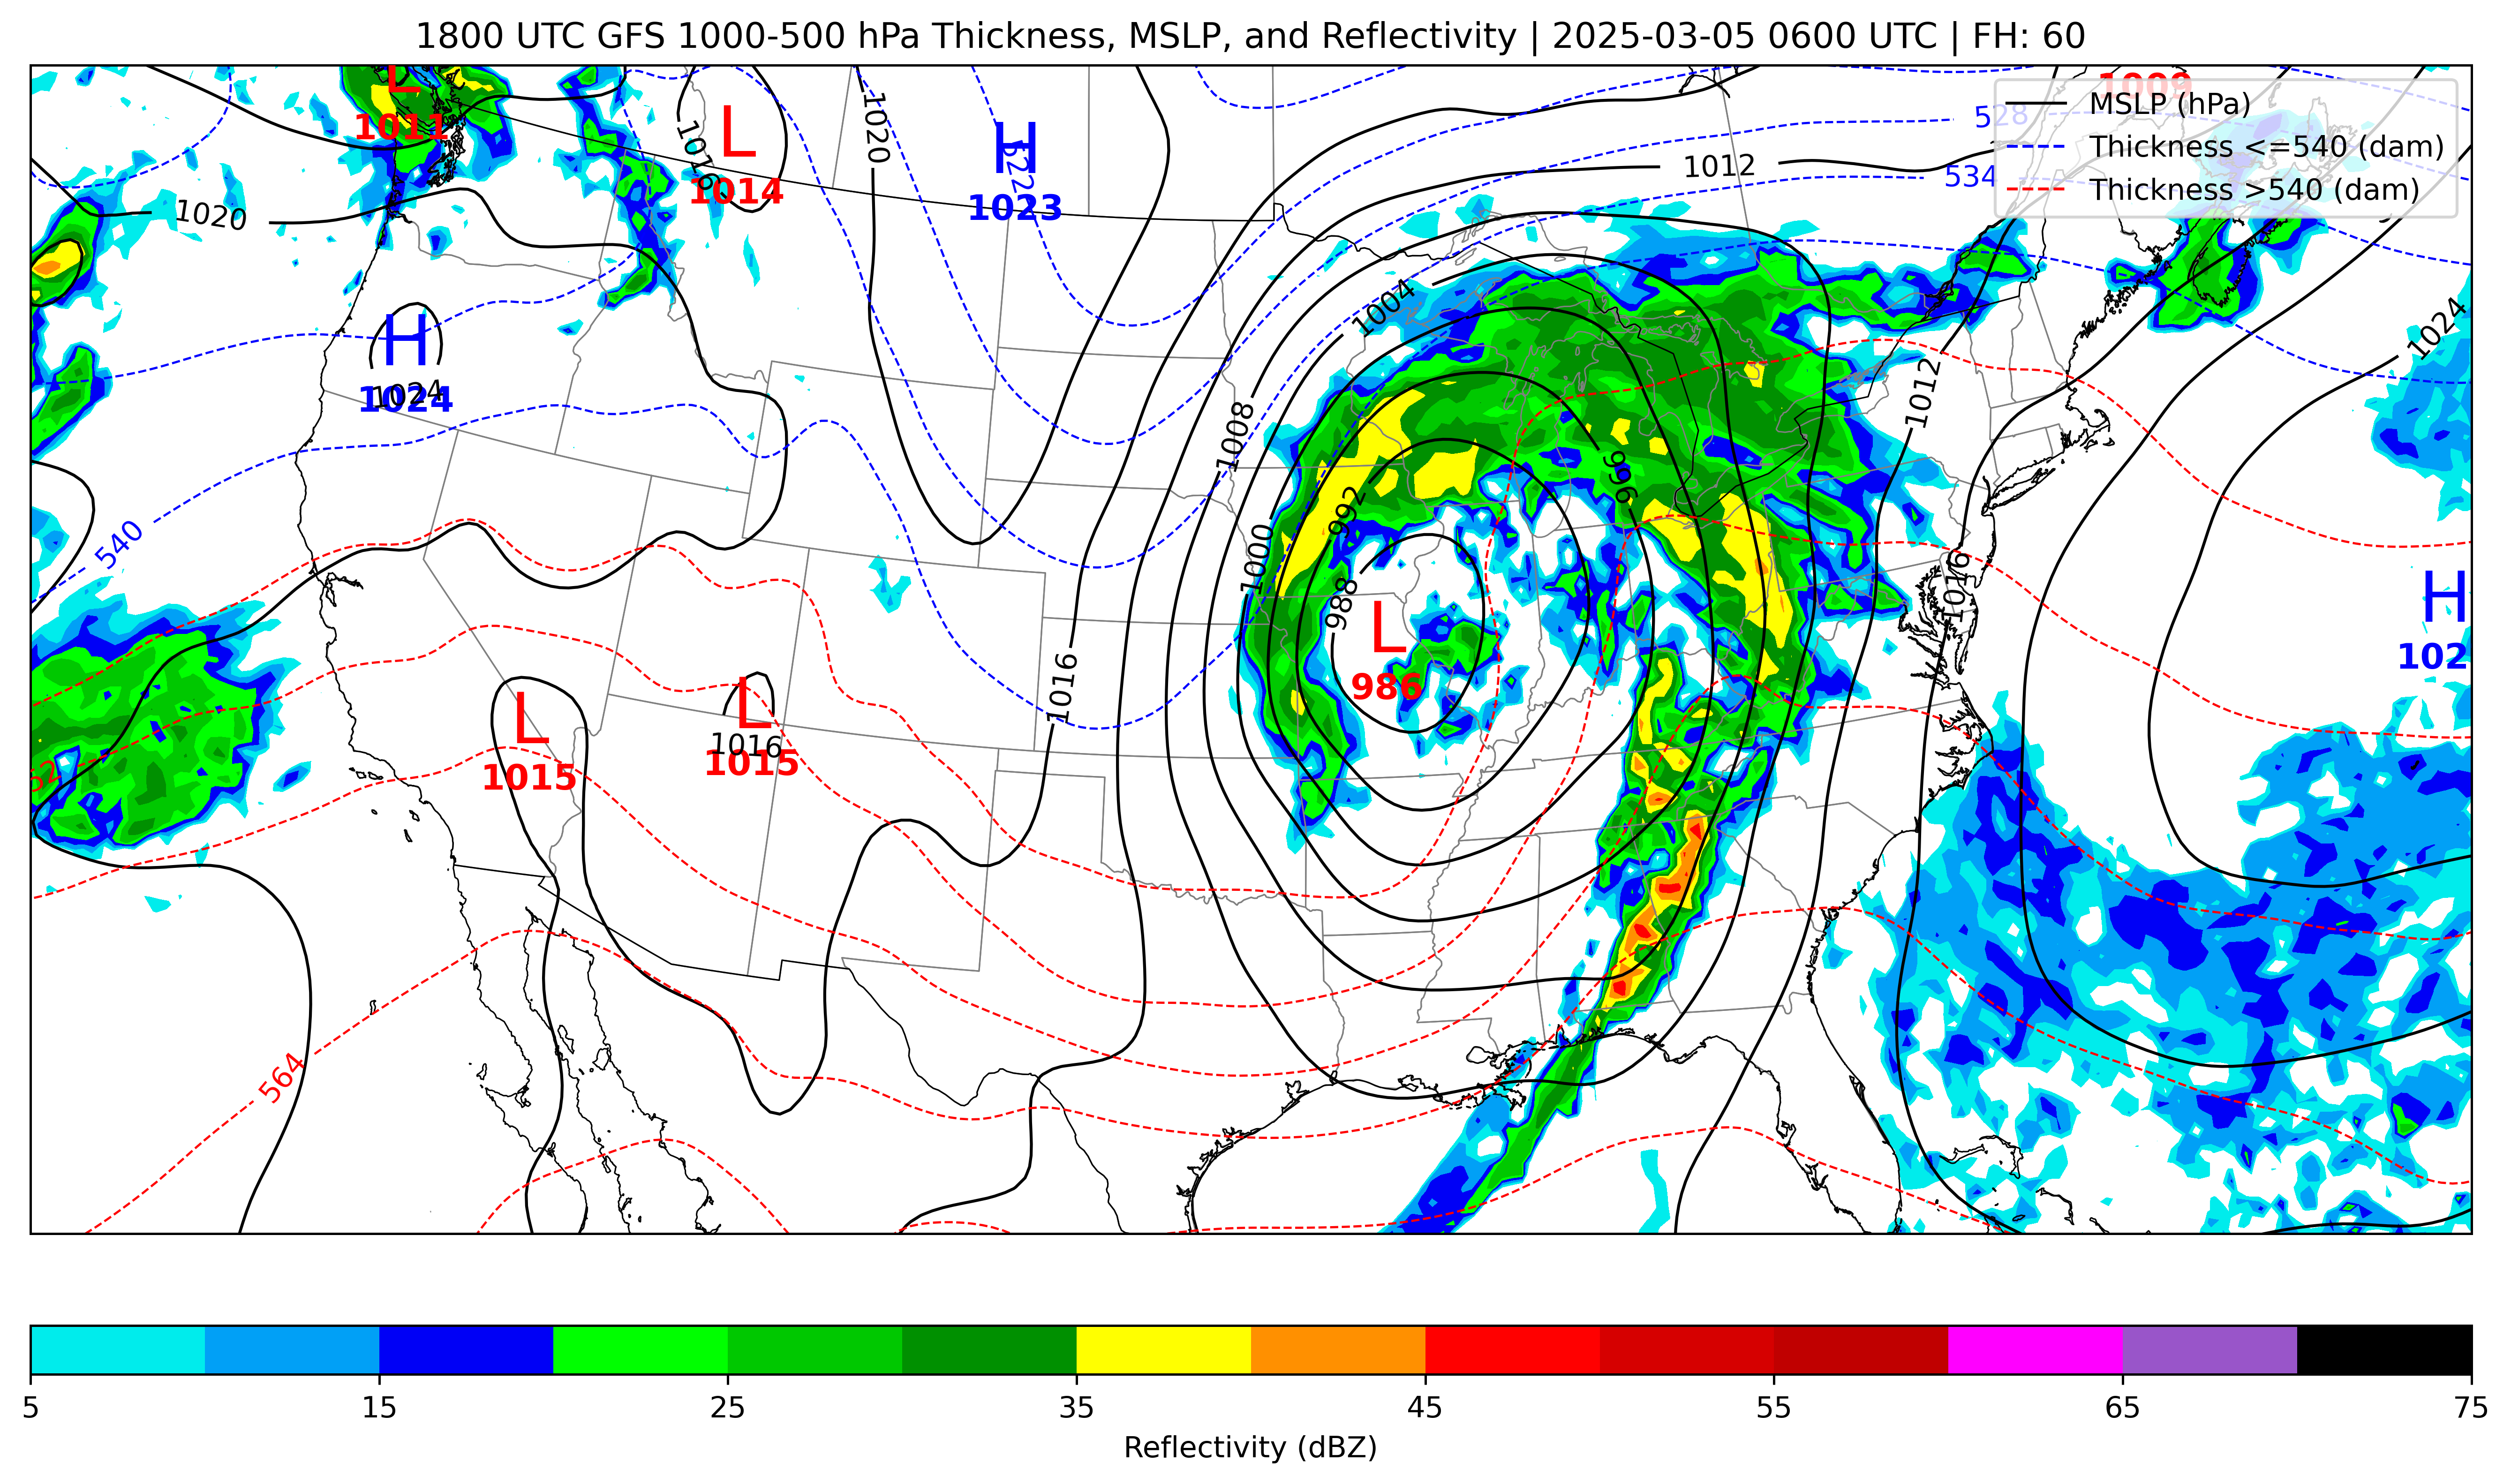 1800 UTC GFS 1000-500 hPa Thickness, MSLP, and Reflectivity | 2025-03-05 0600 UTC | FH: 60
MSLP (hPa)
Thickness <=540 (dam)
Thickness >540 (dam)
1009
528
534
L
1011
L
1014
1016
1020
H
522
1023
1012
1020
H
1024
1024
1004
1024
1012
1008
996
992
1000
988
540
1016
H
102
L
986
1016
L
1015
L
1016
1015
52
564
5 15 25 35 45 55 65 75
Reflectivity (dBZ)